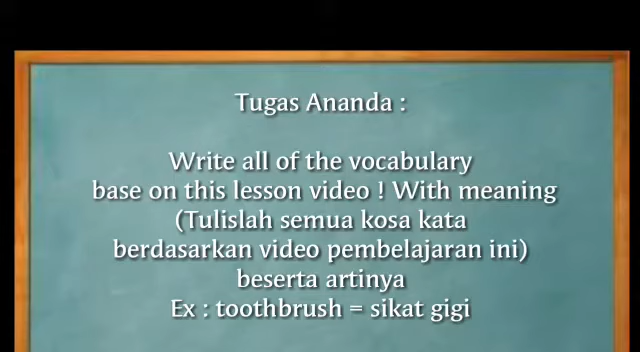 Tugas Ananda :
Write all of the vocabulary
base on this lesson video ! With meaning
(Tulislah semua kosa kata
berdasarkan video pembelajaran ini)
beserta artinya
Ex : toothbrush = sikat gigi